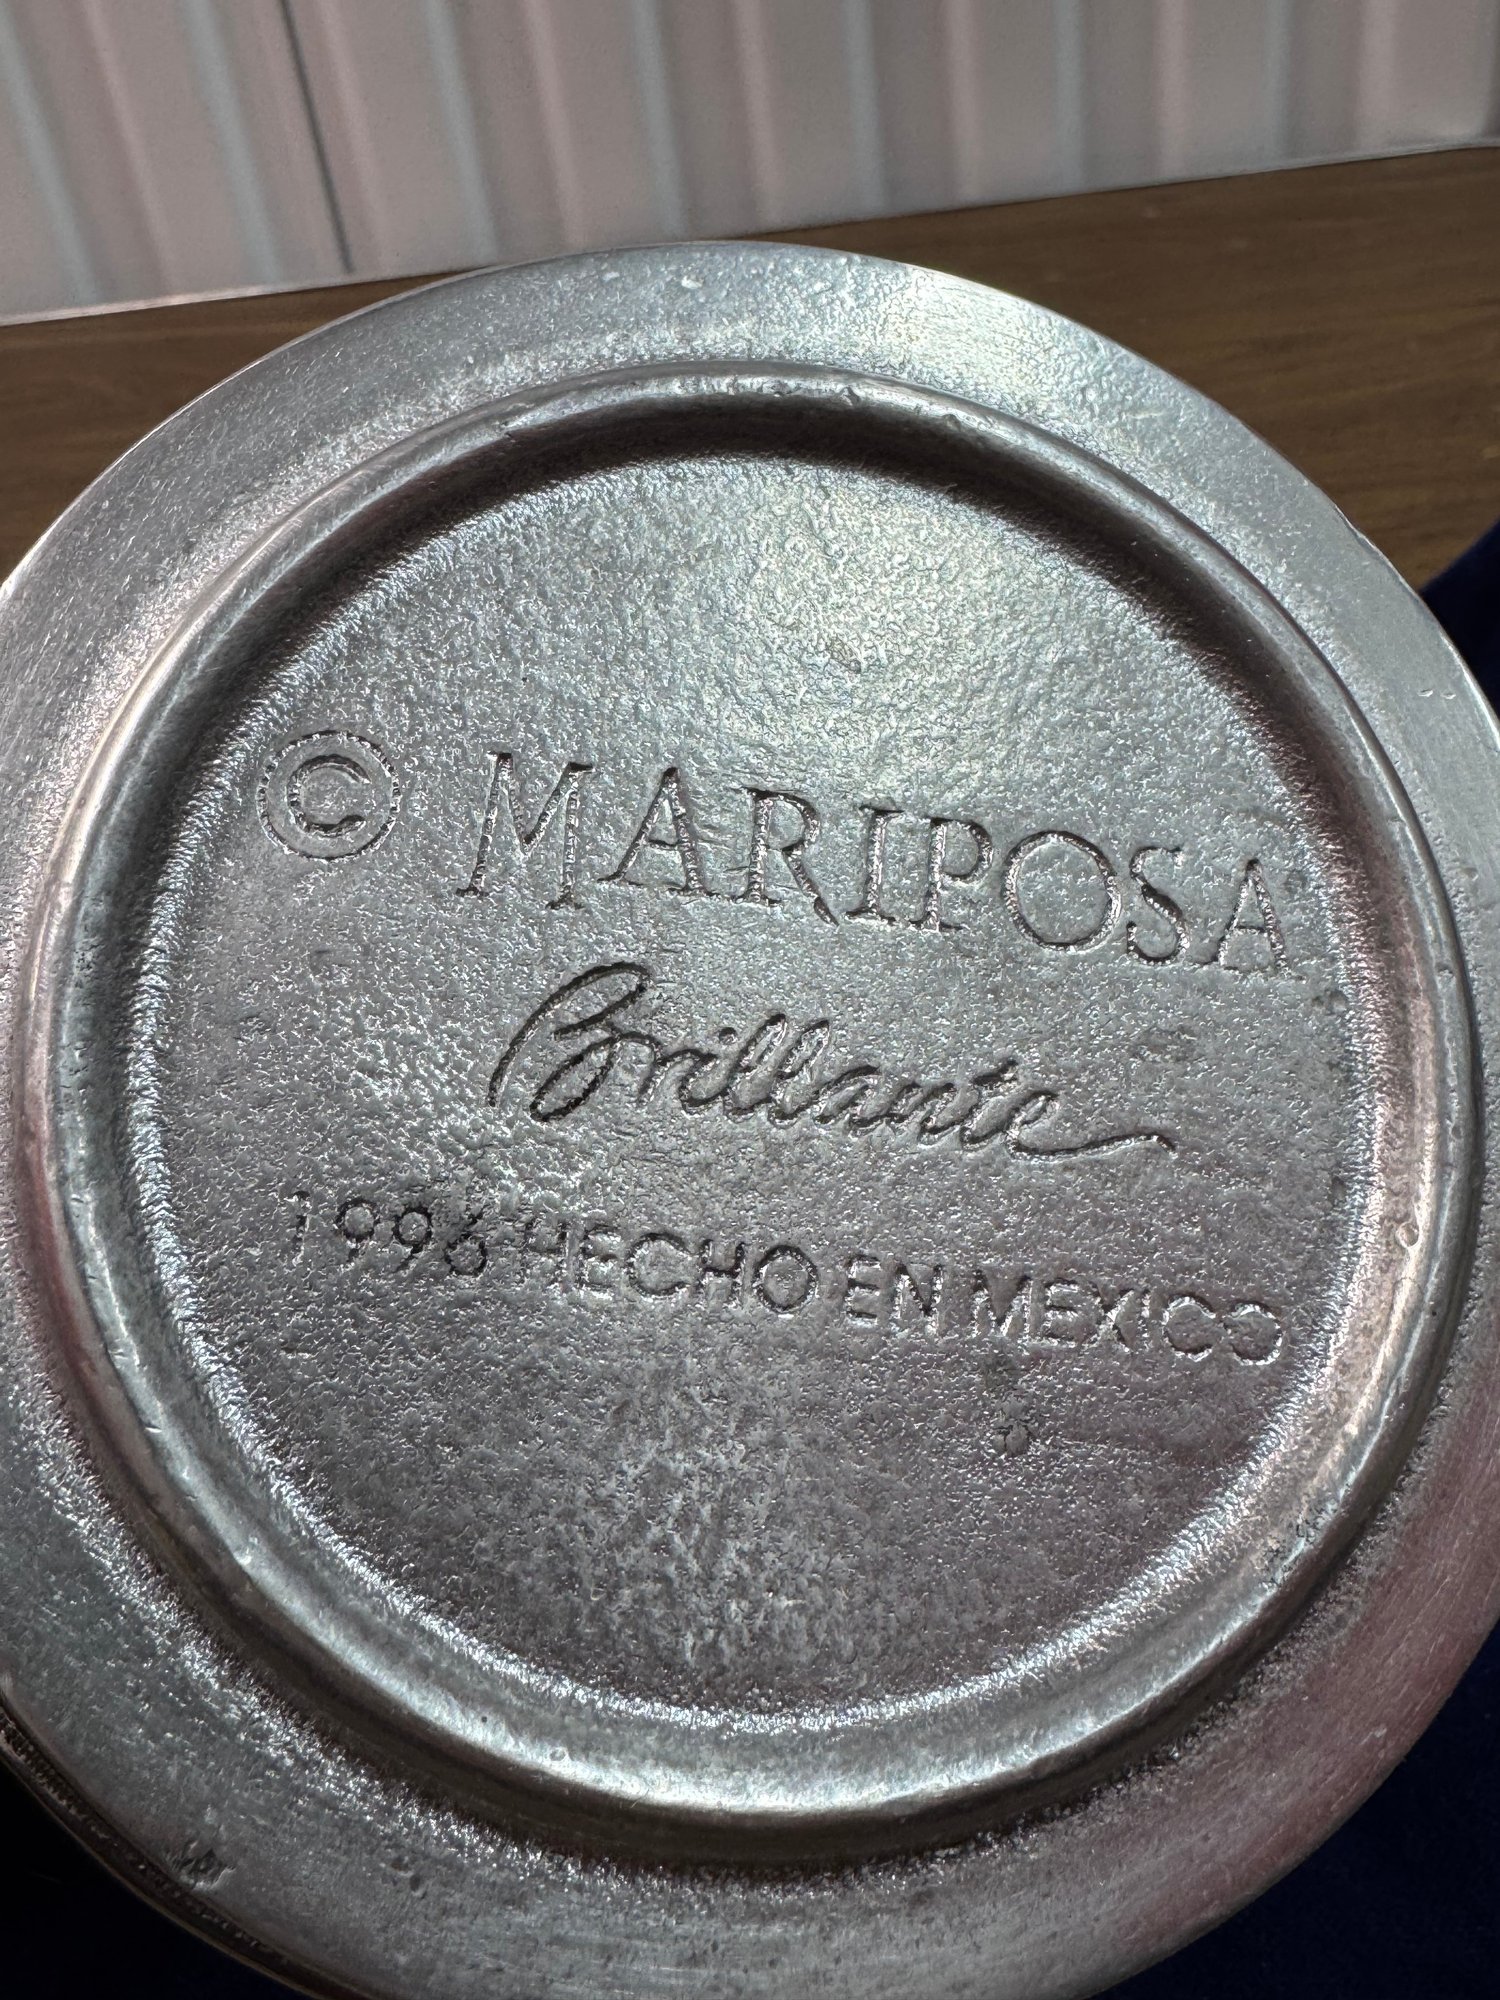 © MARIPOSA
Brillante
1996 HECHO EN MEXICO